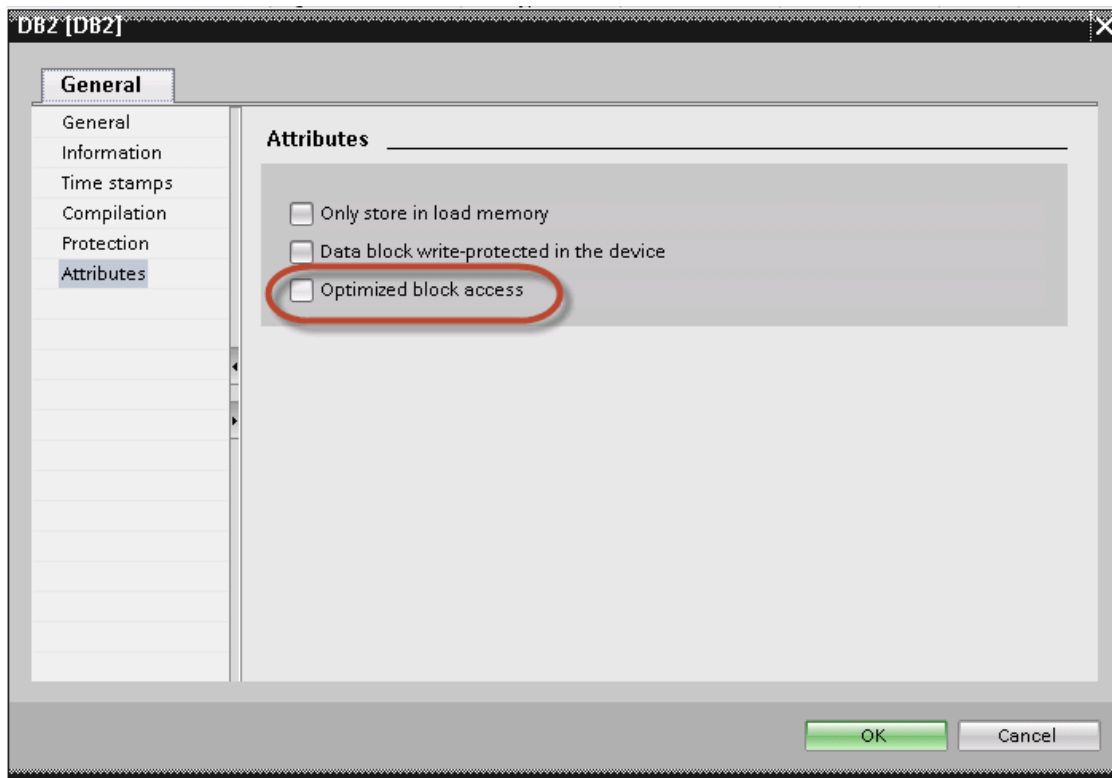 DB2 [DB2]
General
General
Information
Time stamps
Compilation
Protection
Attributes
Attributes
Only store in load memory
Data block write-protected in the device
Optimized block access
OK
Cancel